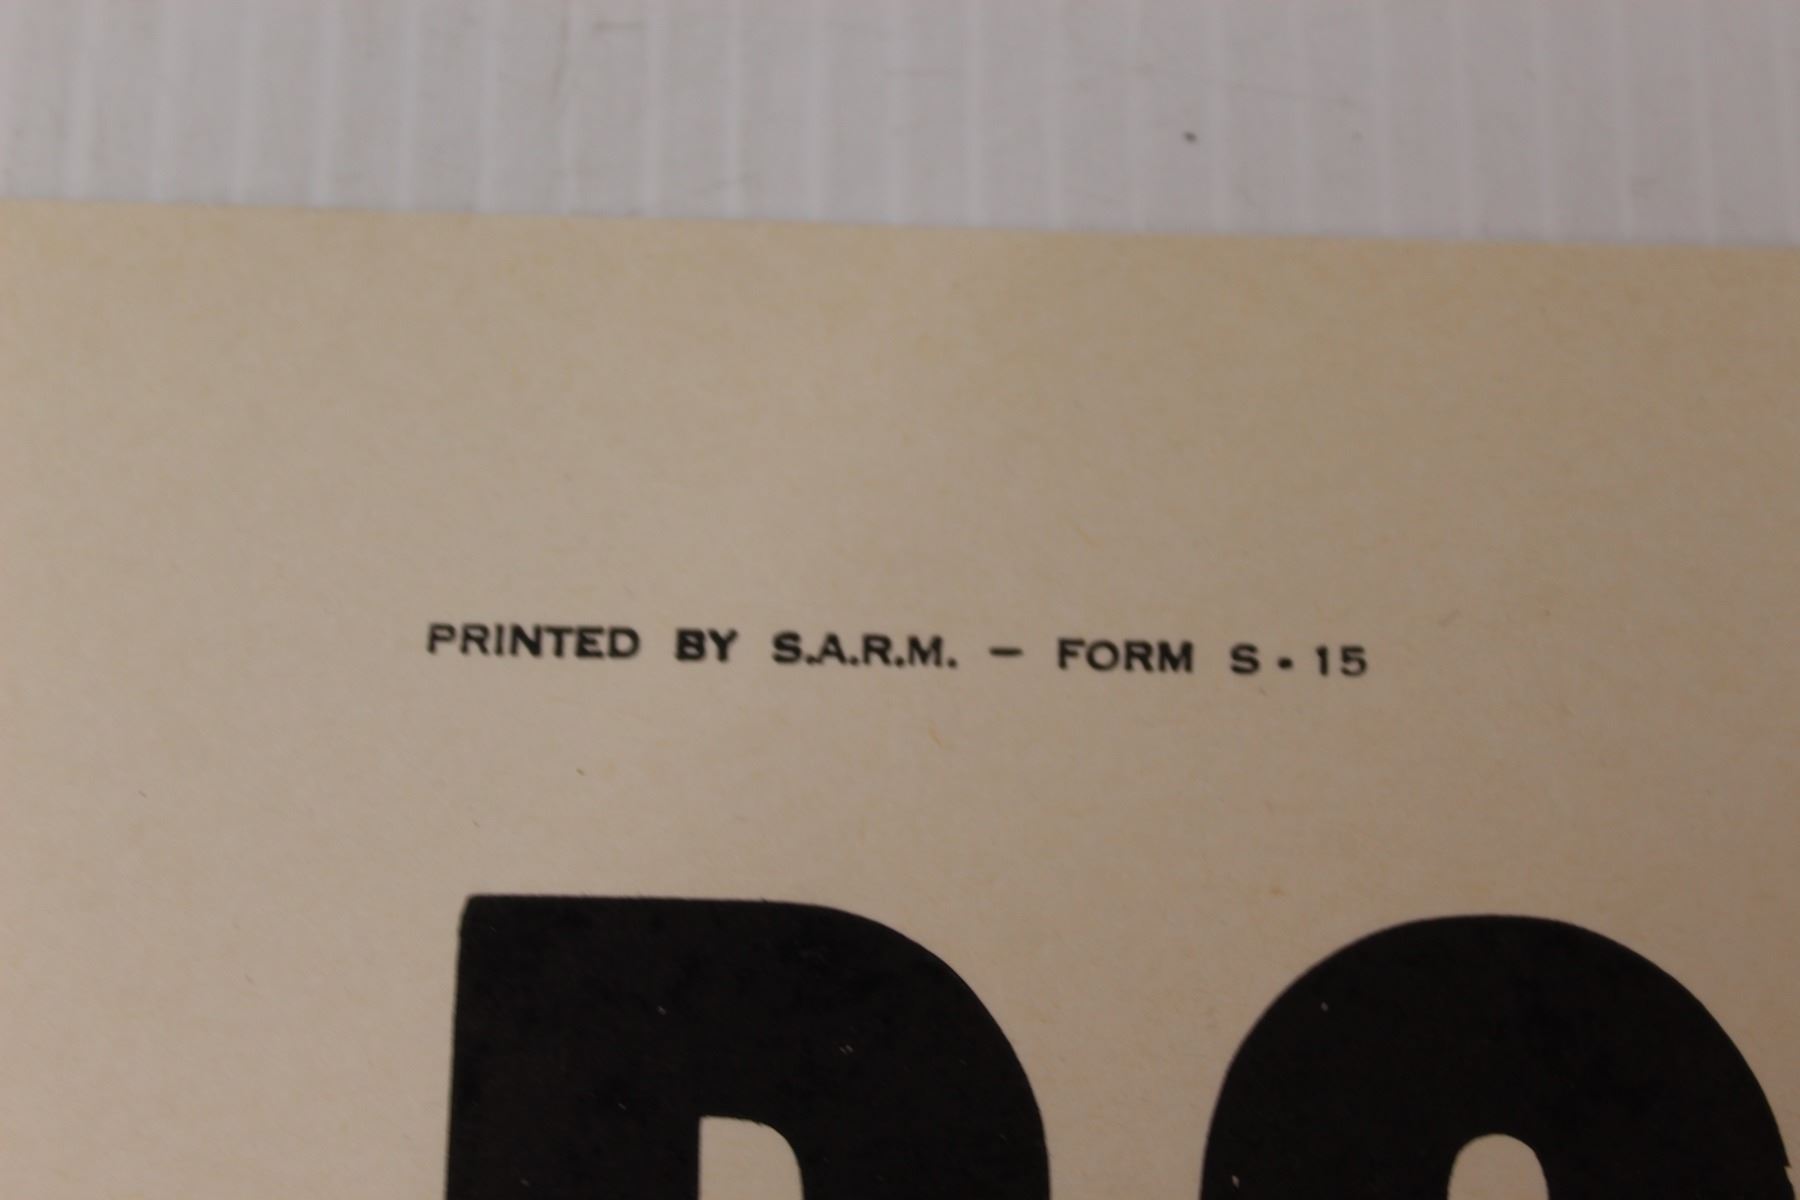 PRINTED BY S.A.R.M. — FORM S - 15